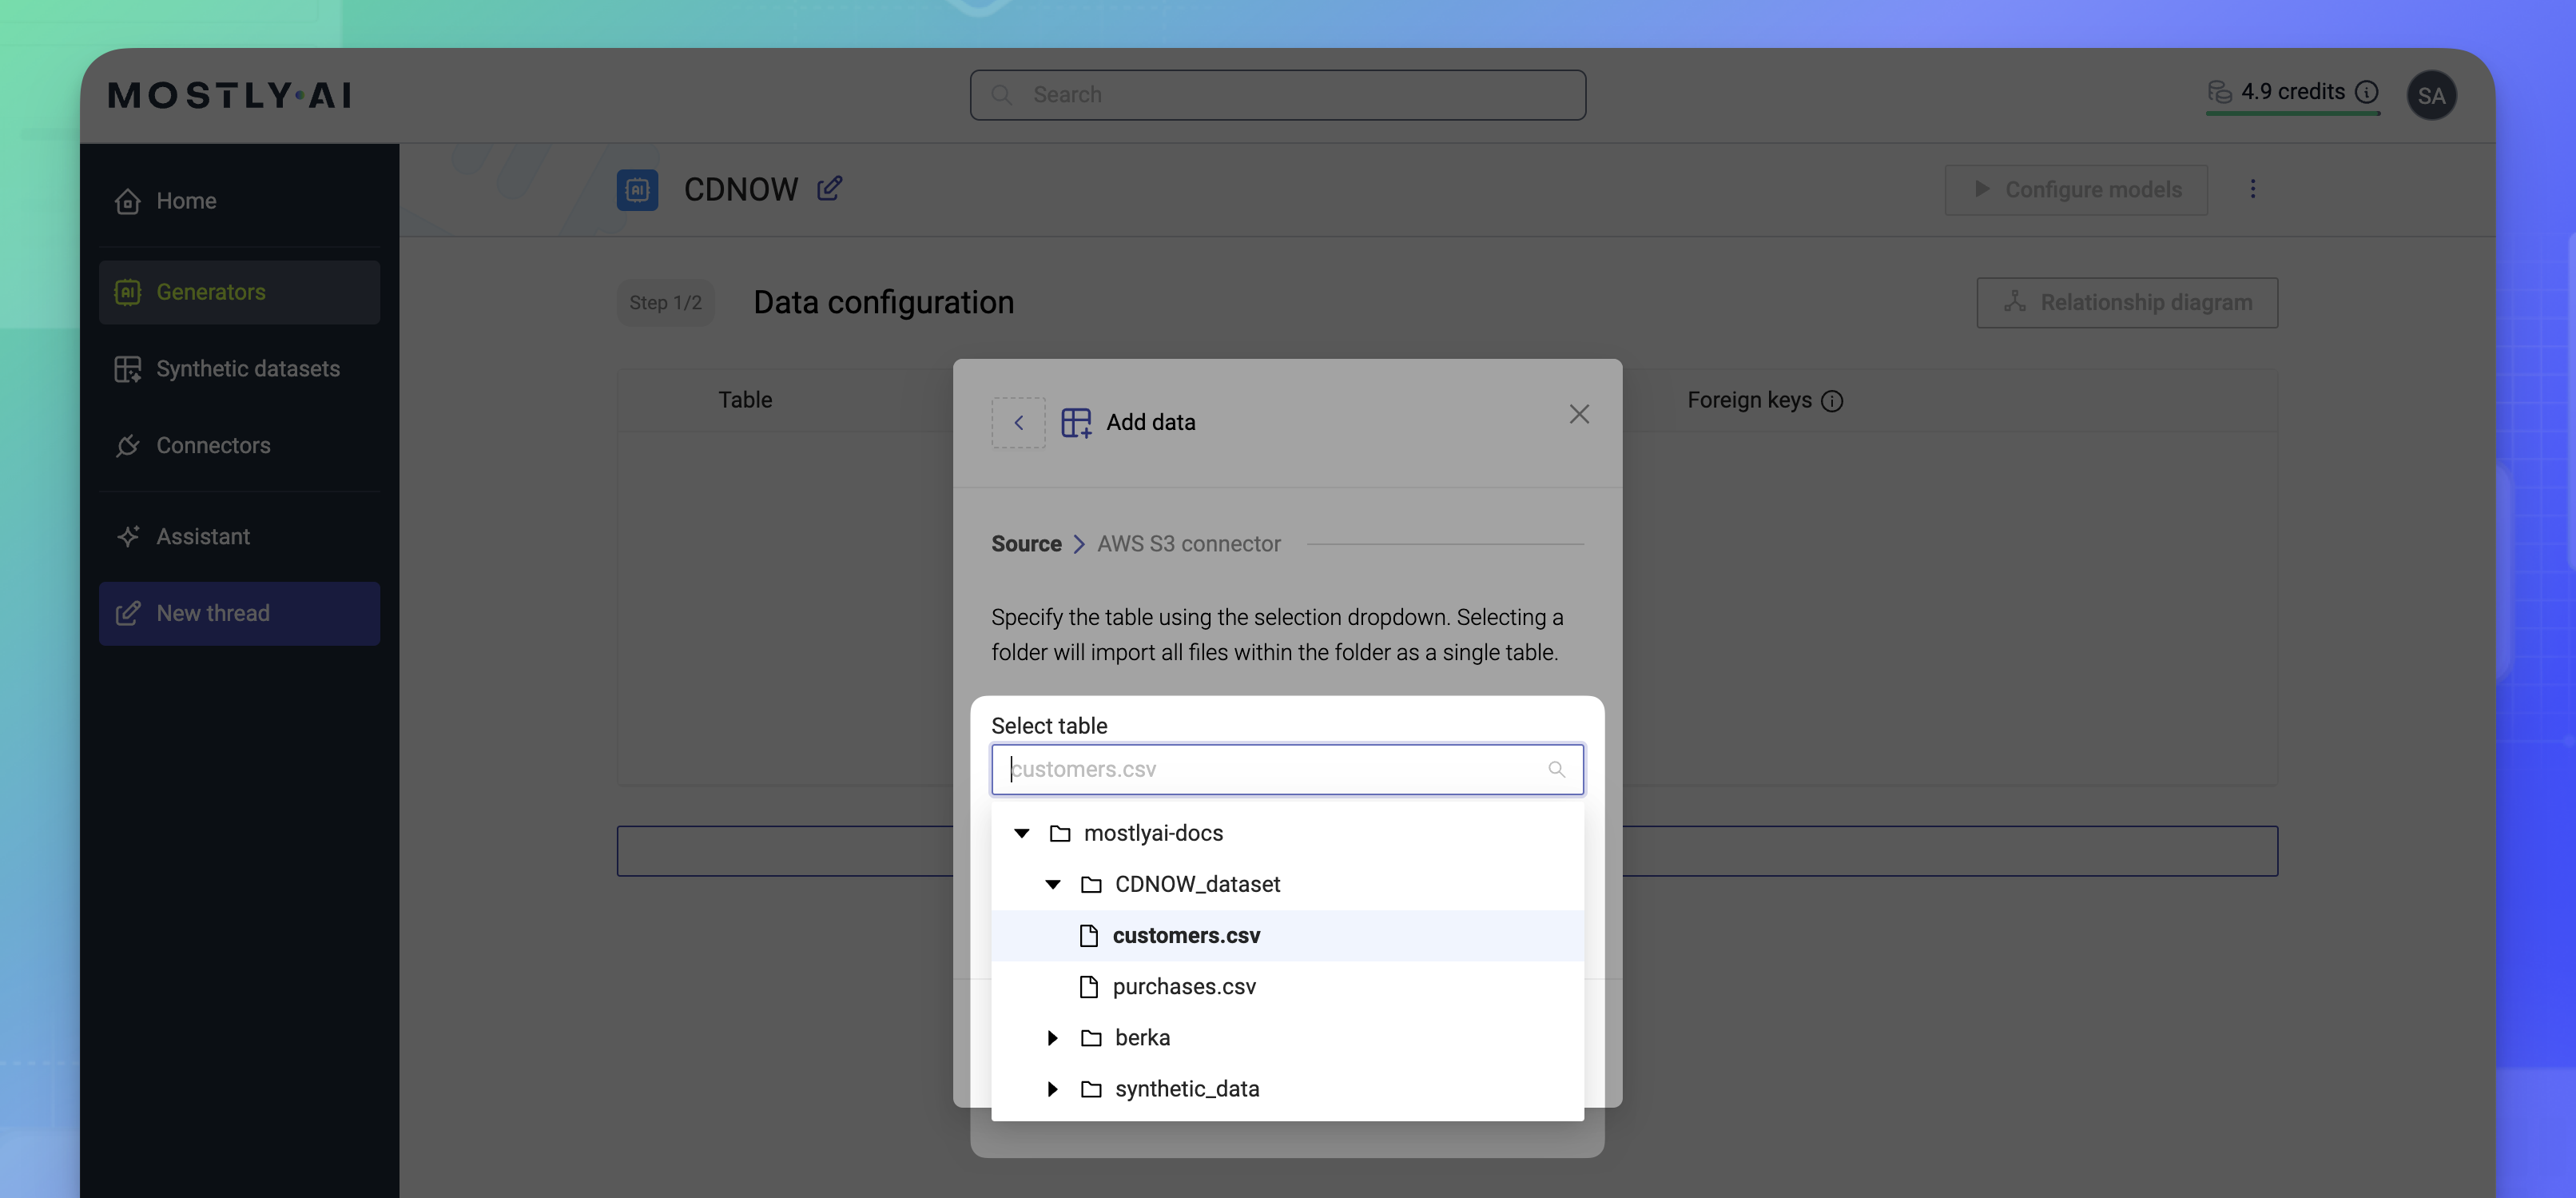 MOSTLY·AI
Search
4.9 credits
SA
Home
Generators
Synthetic datasets
Connectors
Assistant
New thread
CDNOW
Configure models
Step 1/2
Data configuration
Relationship diagram
Table
Foreign keys
Add data
Source > AWS S3 connector
Specify the table using the selection dropdown. Selecting a
folder will import all files within the folder as a single table.
Select table
customers.csv
mostlyai-docs
CDNOW_dataset
customers.csv
purchases.csv
berka
synthetic_data